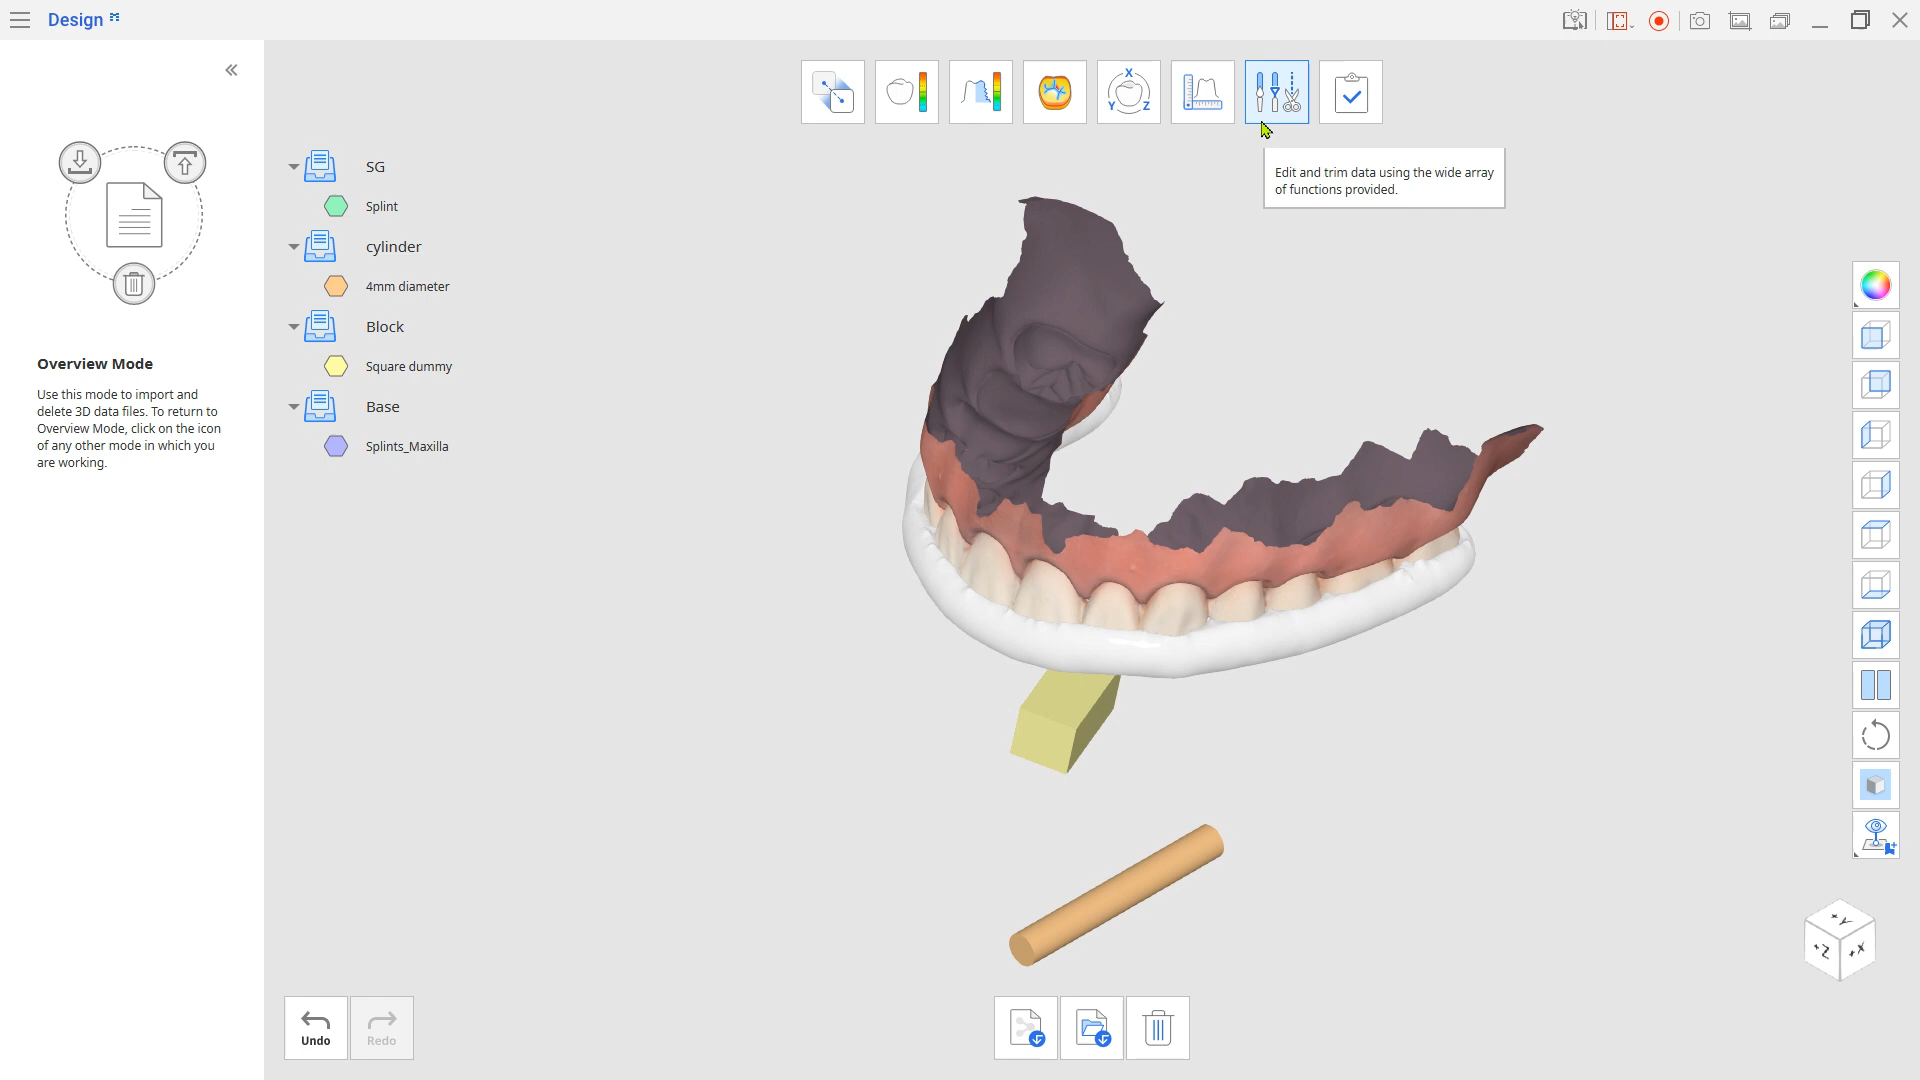 Design
X
Y
Z
Edit and trim data using the wide array
of functions provided.
SG
Splint
cylinder
4mm diameter
Block
Square dummy
Base
Splints_Maxilla
Overview Mode
Use this mode to import and
delete 3D data files. To return to
Overview Mode, click on the icon
of any other mode in which you
are working.
+Y
+Z
+X
Undo
Redo